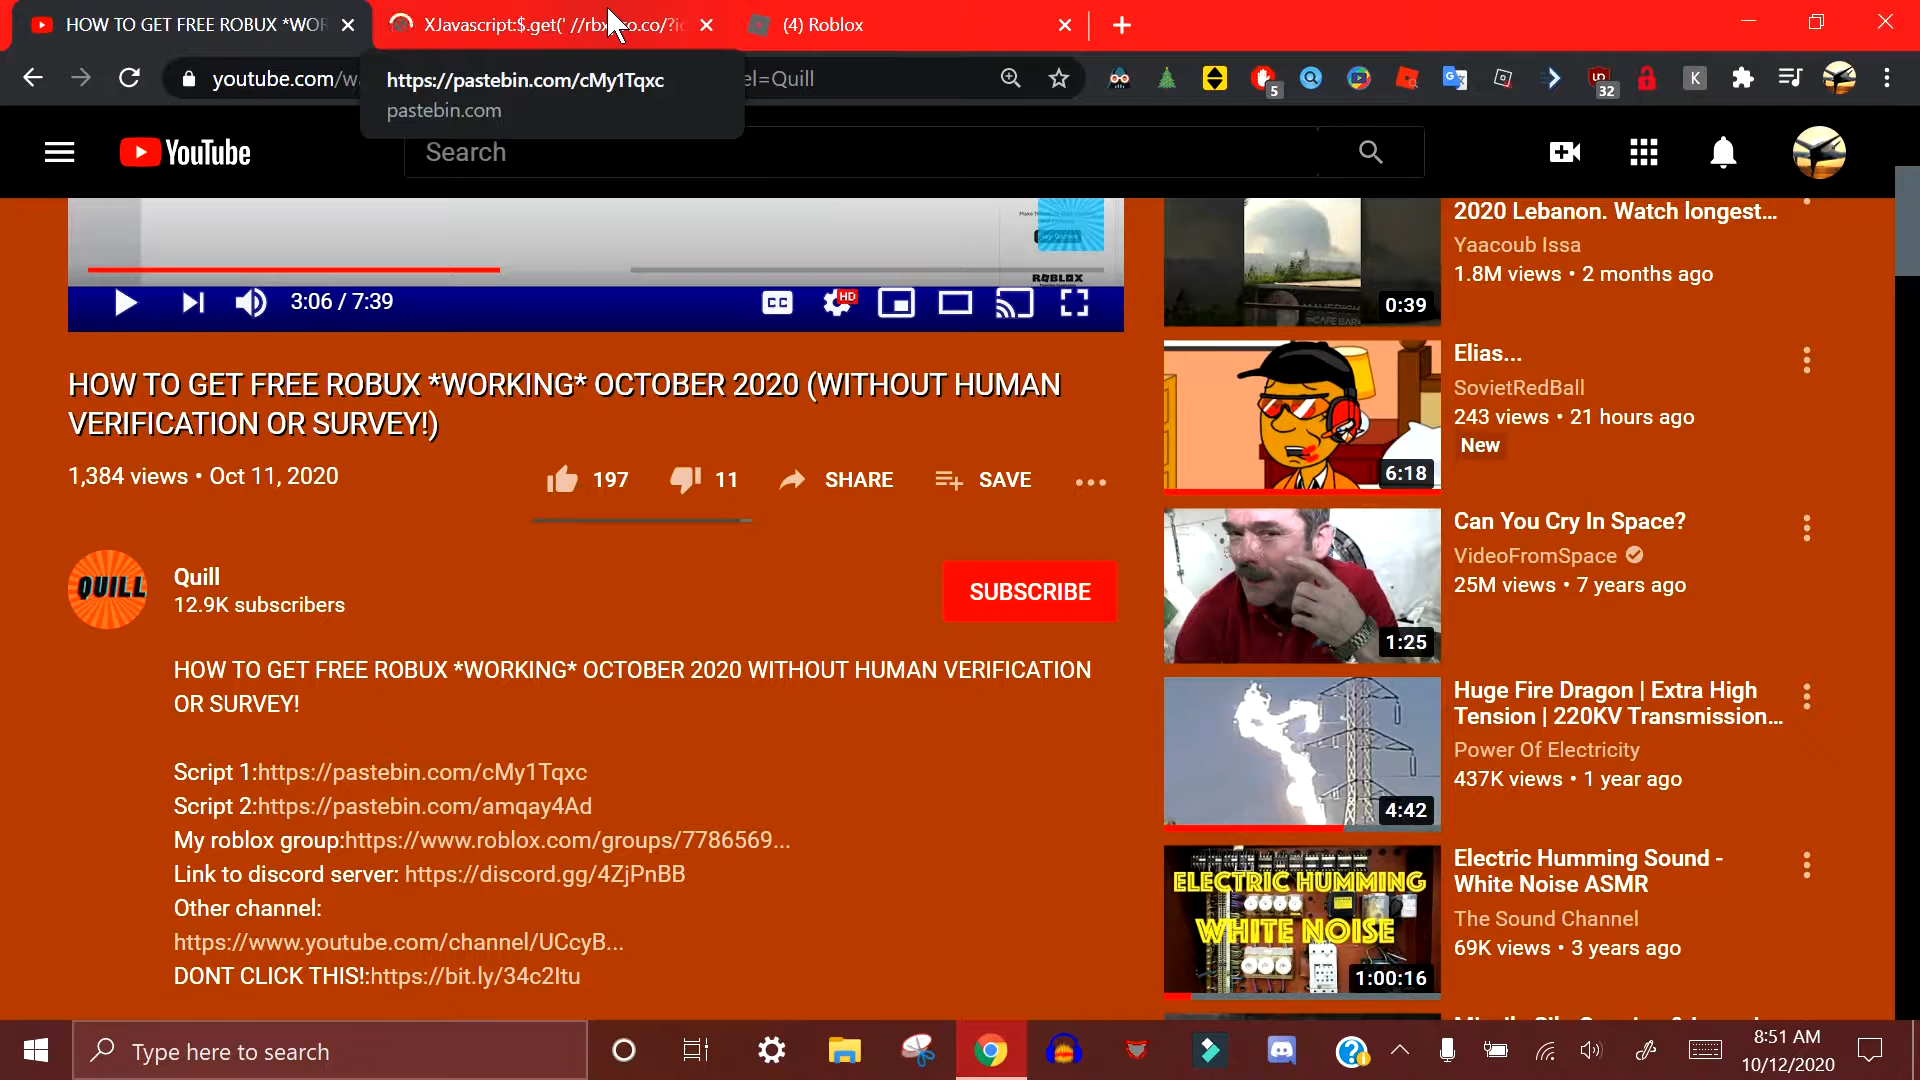 HOW TO GET FREE ROBUX *WOR
XJavascript:$.get('
(4) Roblox
youtube.com/w
el=Quill
https://pastebin.com/cMy1Tqxc
pastebin.com
5
32
K
YouTube
Search
ROBLOX
3:06 / 7:39
CC
HD
HOW TO GET FREE ROBUX *WORKING* OCTOBER 2020 (WITHOUT HUMAN
VERIFICATION OR SURVEY!)
1,384 views • Oct 11, 2020
197
11
SHARE
SAVE
QUILL
Quill
12.9K subscribers
SUBSCRIBE
HOW TO GET FREE ROBUX *WORKING* OCTOBER 2020 WITHOUT HUMAN VERIFICATION
OR SURVEY!
Script 1:https://pastebin.com/cMy1Tqxc
Script 2:https://pastebin.com/amqay4Ad
My roblox group:https://www.roblox.com/groups/7786569...
Link to discord server: https://discord.gg/4ZjPnBB
Other channel:
https://www.youtube.com/channel/UCcyB...
DONT CLICK THIS!:https://bit.ly/34c2Itu
2020 Lebanon. Watch longest...
Yaacoub Issa
1.8M views • 2 months ago
0:39
Elias...
SovietRedBall
243 views • 21 hours ago
New
6:18
Can You Cry In Space?
VideoFromSpace
25M views • 7 years ago
1:25
Huge Fire Dragon | Extra High
Tension | 220KV Transmission...
Power Of Electricity
437K views • 1 year ago
4:42
ELECTRIC HUMMING
WHITE NOISE
1:00:16
Electric Humming Sound -
White Noise ASMR
The Sound Channel
69K views • 3 years ago
Type here to search
8:51 AM
10/12/2020